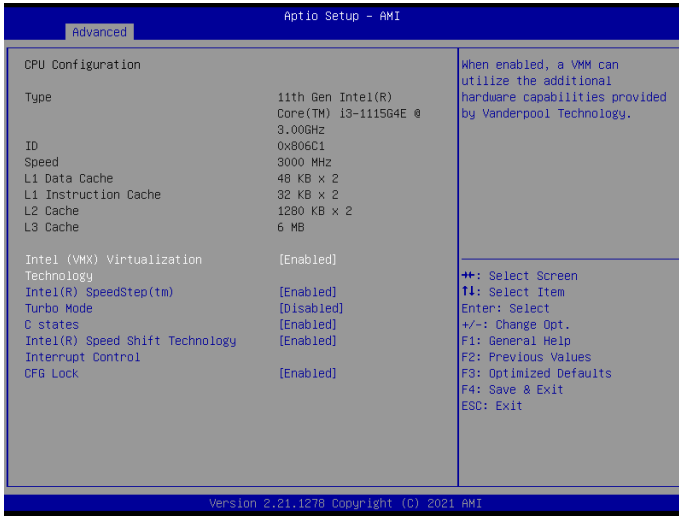 Aptio Setup – AMI
Advanced
CPU Configuration
Type 11th Gen Intel(R)
Core(TM) i3-1115G4E @
3.00GHz
ID 0x806C1
Speed 3000 MHz
L1 Data Cache 48 KB x 2
L1 Instruction Cache 32 KB x 2
L2 Cache 1280 KB x 2
L3 Cache 6 MB
Intel (VMX) Virtualization [Enabled]
Technology
Intel(R) SpeedStep(tm) [Enabled]
Turbo Mode [Disabled]
C states [Enabled]
Intel(R) Speed Shift Technology [Enabled]
Interrupt Control
CFG Lock [Enabled]
When enabled, a VMM can
utilize the additional
hardware capabilities provided
by Vanderpool Technology.
→←: Select Screen
↑↓: Select Item
Enter: Select
+/-: Change Opt.
F1: General Help
F2: Previous Values
F3: Optimized Defaults
F4: Save & Exit
ESC: Exit
Version 2.21.1278 Copyright (C) 2021 AMI